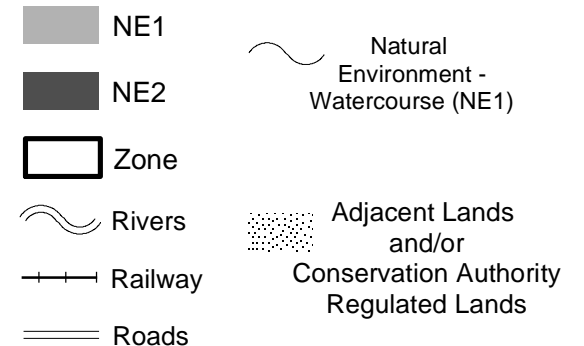 NE1
NE2
Zone
Rivers
Railway
Roads
Natural
Environment -
Watercourse (NE1)
Adjacent Lands
and/or
Conservation Authority
Regulated Lands